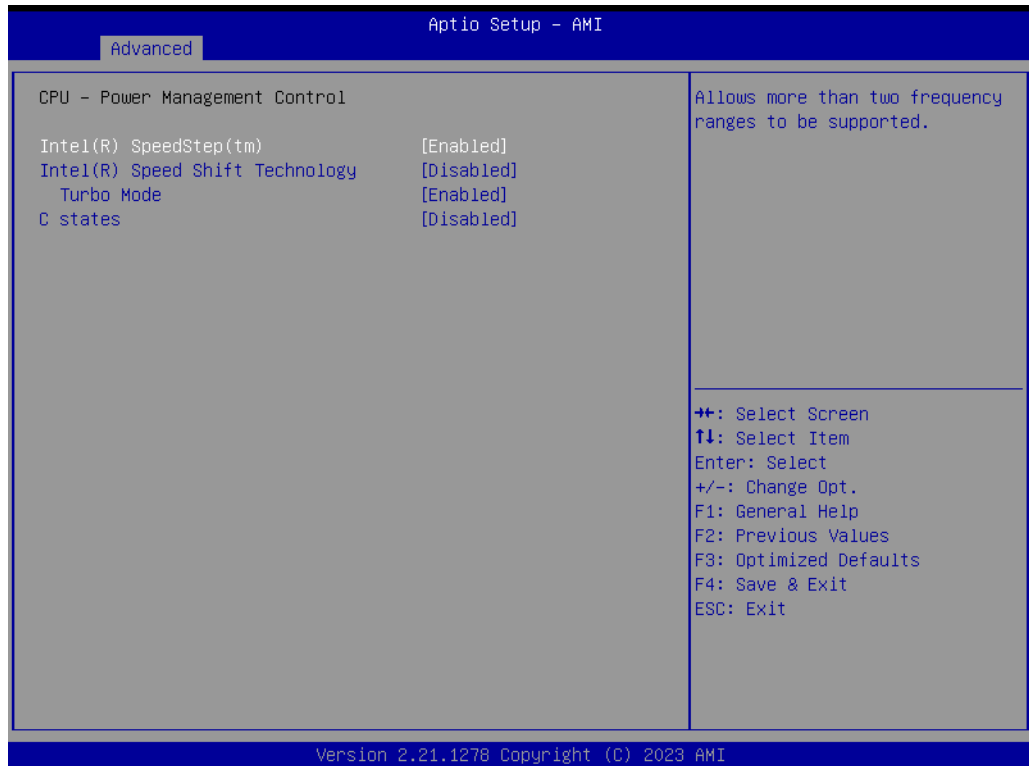 Aptio Setup – AMI
Advanced
CPU – Power Management Control
Intel(R) SpeedStep(tm) [Enabled]
Intel(R) Speed Shift Technology [Disabled]
Turbo Mode [Enabled]
C states [Disabled]
Allows more than two frequency
ranges to be supported.
→←: Select Screen
↑↓: Select Item
Enter: Select
+/-: Change Opt.
F1: General Help
F2: Previous Values
F3: Optimized Defaults
F4: Save & Exit
ESC: Exit
Version 2.21.1278 Copyright (C) 2023 AMI